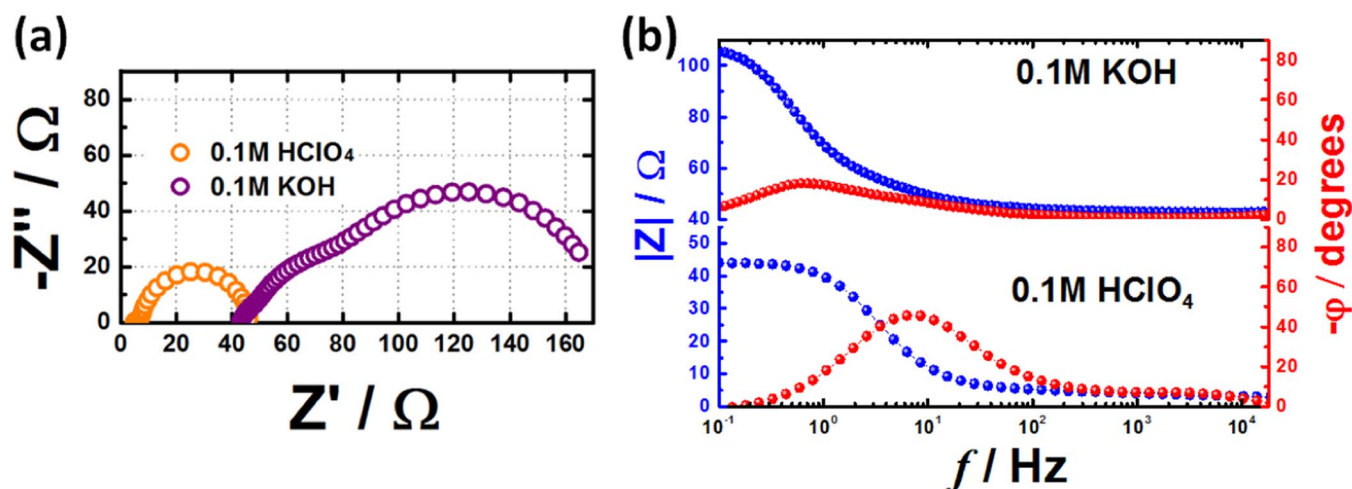 (a)
80
60
40
20
0
-Z" / Ω
0.1M HClO₄
0.1M KOH
0 20 40 60 80 100 120 140 160
Z' / Ω
(b)
100
80
60
40
50
40
30
20
10
0
|Z| / Ω
0.1M KOH
0.1M HClO₄
80
60
40
20
0
80
60
40
20
0
-φ / degrees
10⁻¹ 10⁰ 10¹ 10² 10³ 10⁴
f / Hz